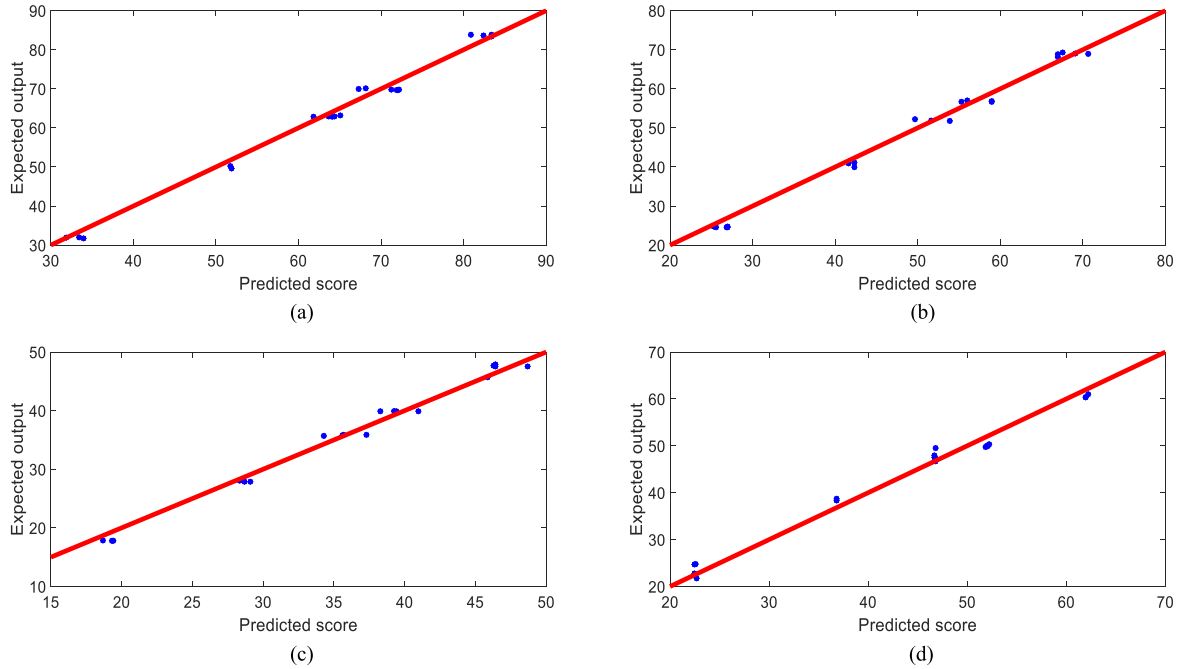 90
80
70
60
50
40
30
Expected output
30 40 50 60 70 80 90
Predicted score
(a)
80
70
60
50
40
30
20
Expected output
20 30 40 50 60 70 80
Predicted score
(b)
50
40
30
20
10
Expected output
15 20 25 30 35 40 45 50
Predicted score
(c)
70
60
50
40
30
20
Expected output
20 30 40 50 60 70
Predicted score
(d)